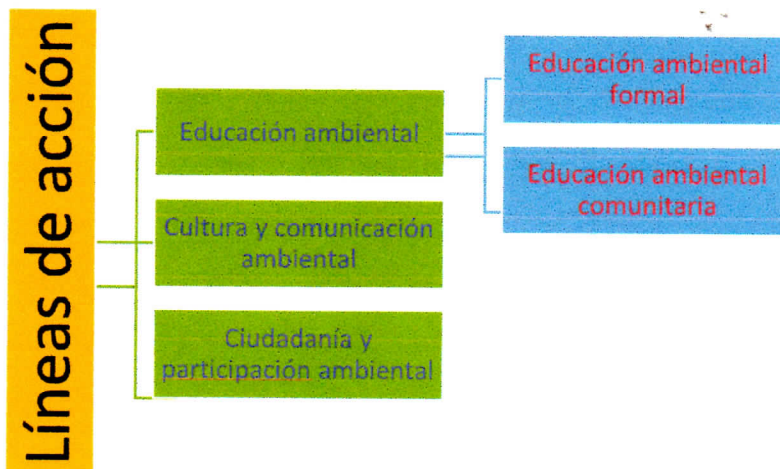 Líneas de acción
Educación ambiental
Cultura y comunicación
ambiental
Ciudadanía y
participación ambiental
Educación ambiental
formal
Educación ambiental
comunitaria